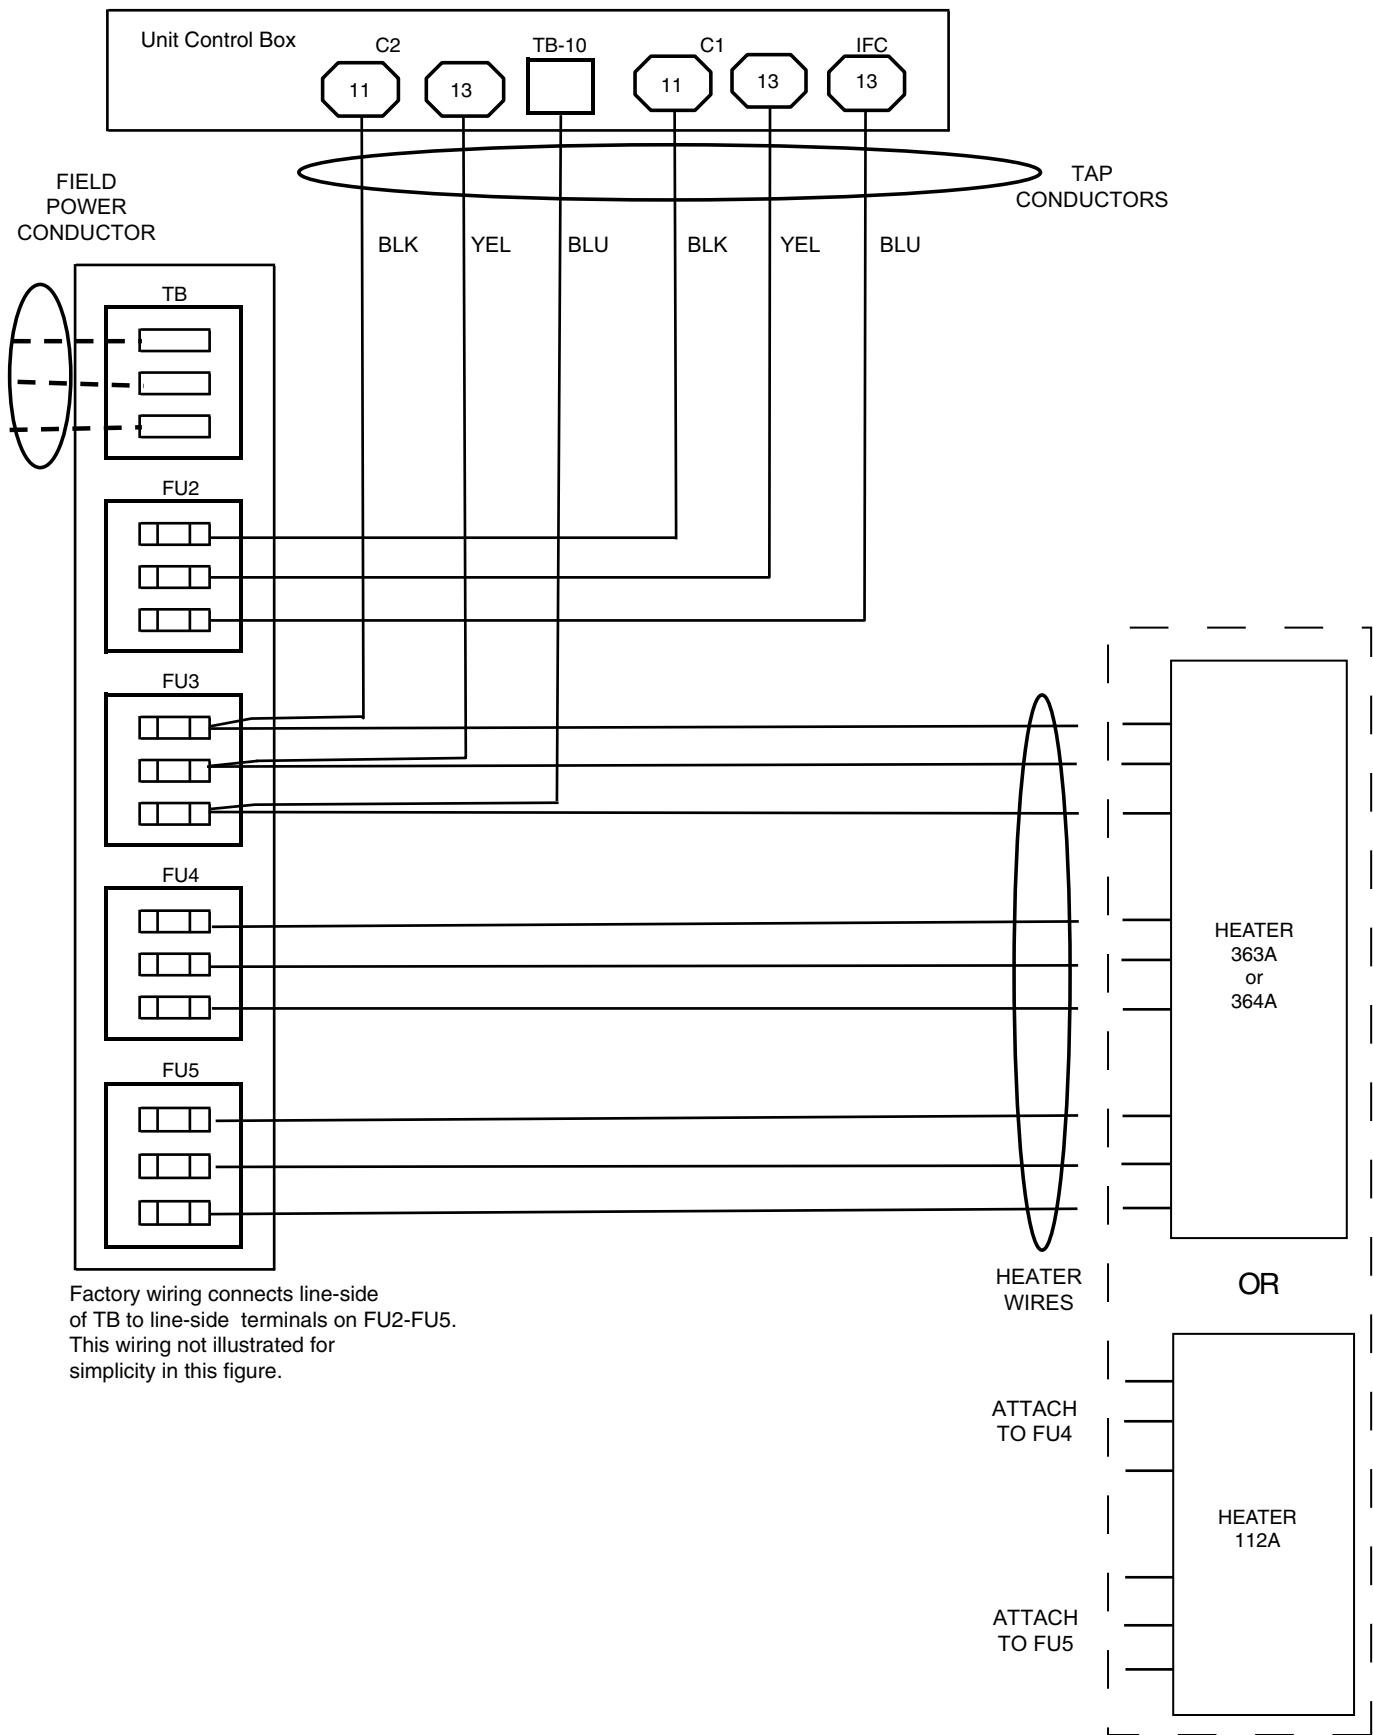 Unit Control Box
C2
TB-10
C1
IFC
11
13
11
13
13
TAP
CONDUCTORS
FIELD
POWER
CONDUCTOR
BLK
YEL
BLU
BLK
YEL
BLU
TB
FU2
FU3
FU4
FU5
HEATER
363A
or
364A
HEATER
WIRES
OR
Factory wiring connects line-side
of TB to line-side terminals on FU2-FU5.
This wiring not illustrated for
simplicity in this figure.
ATTACH
TO FU4
HEATER
112A
ATTACH
TO FU5